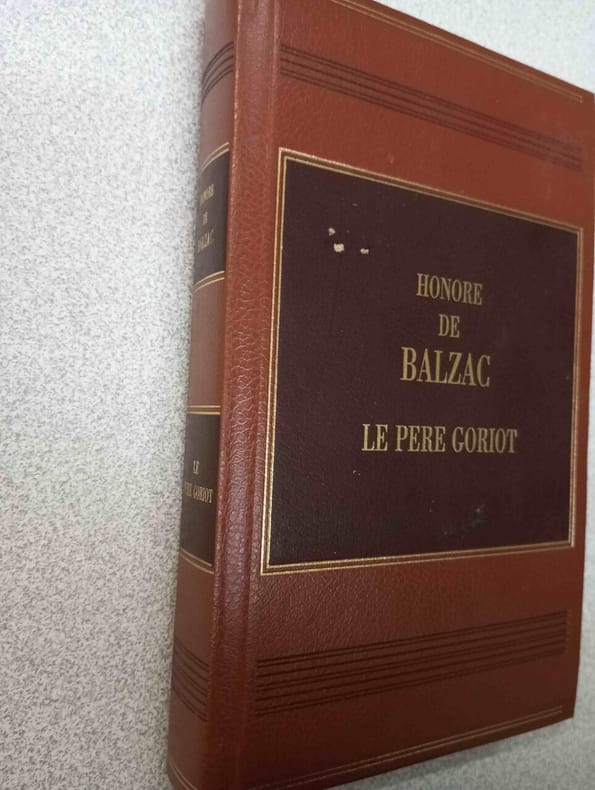 HONORE
DE
BALZAC
LE
PERE GORIOT
HONORE
DE
BALZAC
LE PERE GORIOT